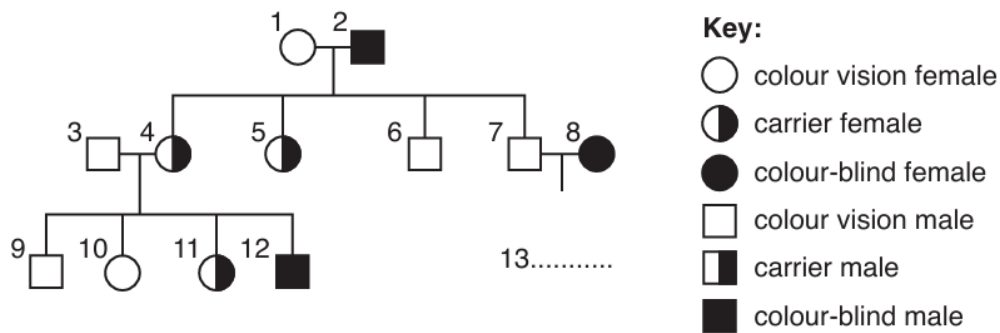 1 2
Key:
colour vision female
3 4 5 6 7 8
carrier female
colour-blind female
colour vision male
9 10 11 12
13...........
carrier male
colour-blind male